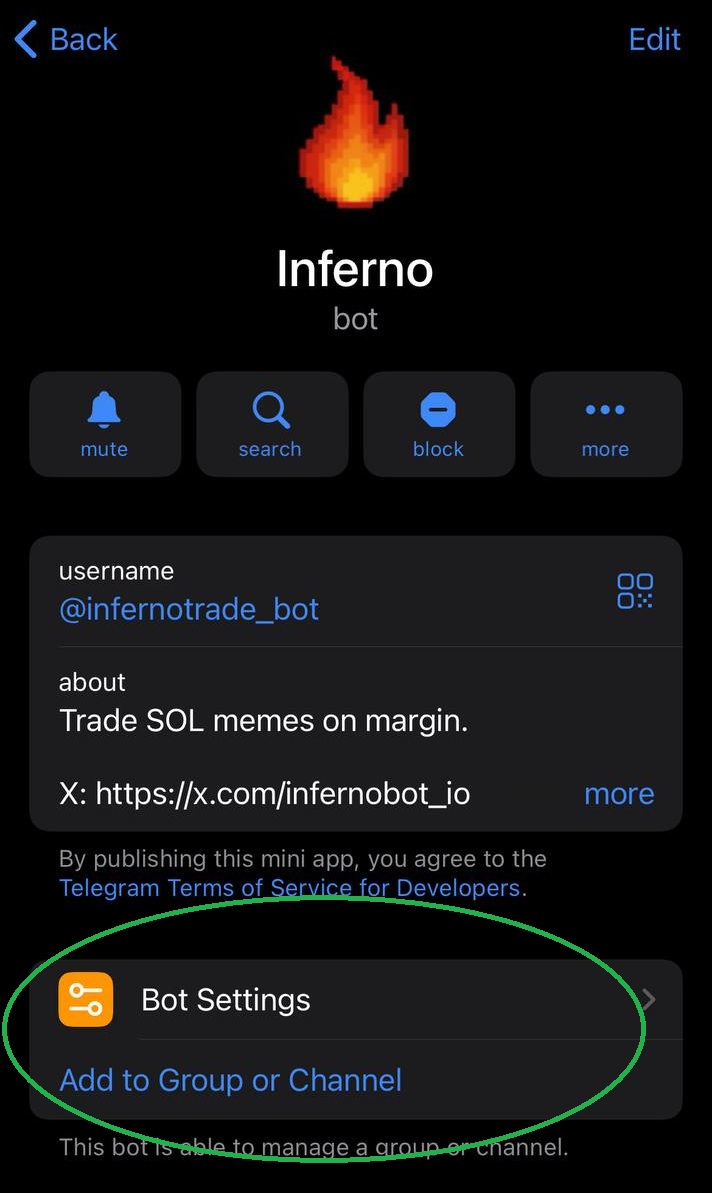 Back
Edit
Inferno
bot
mute
search
block
more
username
@infernotrade_bot
about
Trade SOL memes on margin.
X: https://x.com/infernobot_io
more
By publishing this mini app, you agree to the
Telegram Terms of Service for Developers.
Bot Settings
Add to Group or Channel
This bot is able to manage a group or channel.